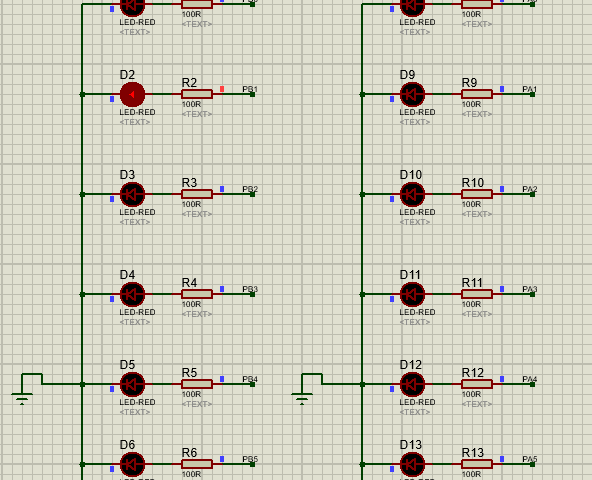 LED-RED
<TEXT>
100R
<TEXT>
LED-RED
<TEXT>
100R
<TEXT>
D2
LED-RED
<TEXT>
R2
100R
<TEXT>
PB1
D9
LED-RED
<TEXT>
R9
100R
<TEXT>
PA1
D3
LED-RED
<TEXT>
R3
100R
<TEXT>
PB2
D10
LED-RED
<TEXT>
R10
100R
<TEXT>
PA2
D4
LED-RED
<TEXT>
R4
100R
<TEXT>
PB3
D11
LED-RED
<TEXT>
R11
100R
<TEXT>
PA3
D5
LED-RED
<TEXT>
R5
100R
<TEXT>
PB4
D12
LED-RED
<TEXT>
R12
100R
<TEXT>
PA4
D6
LED-RED
R6
100R
PB5
D13
LED-RED
R13
100R
PA5